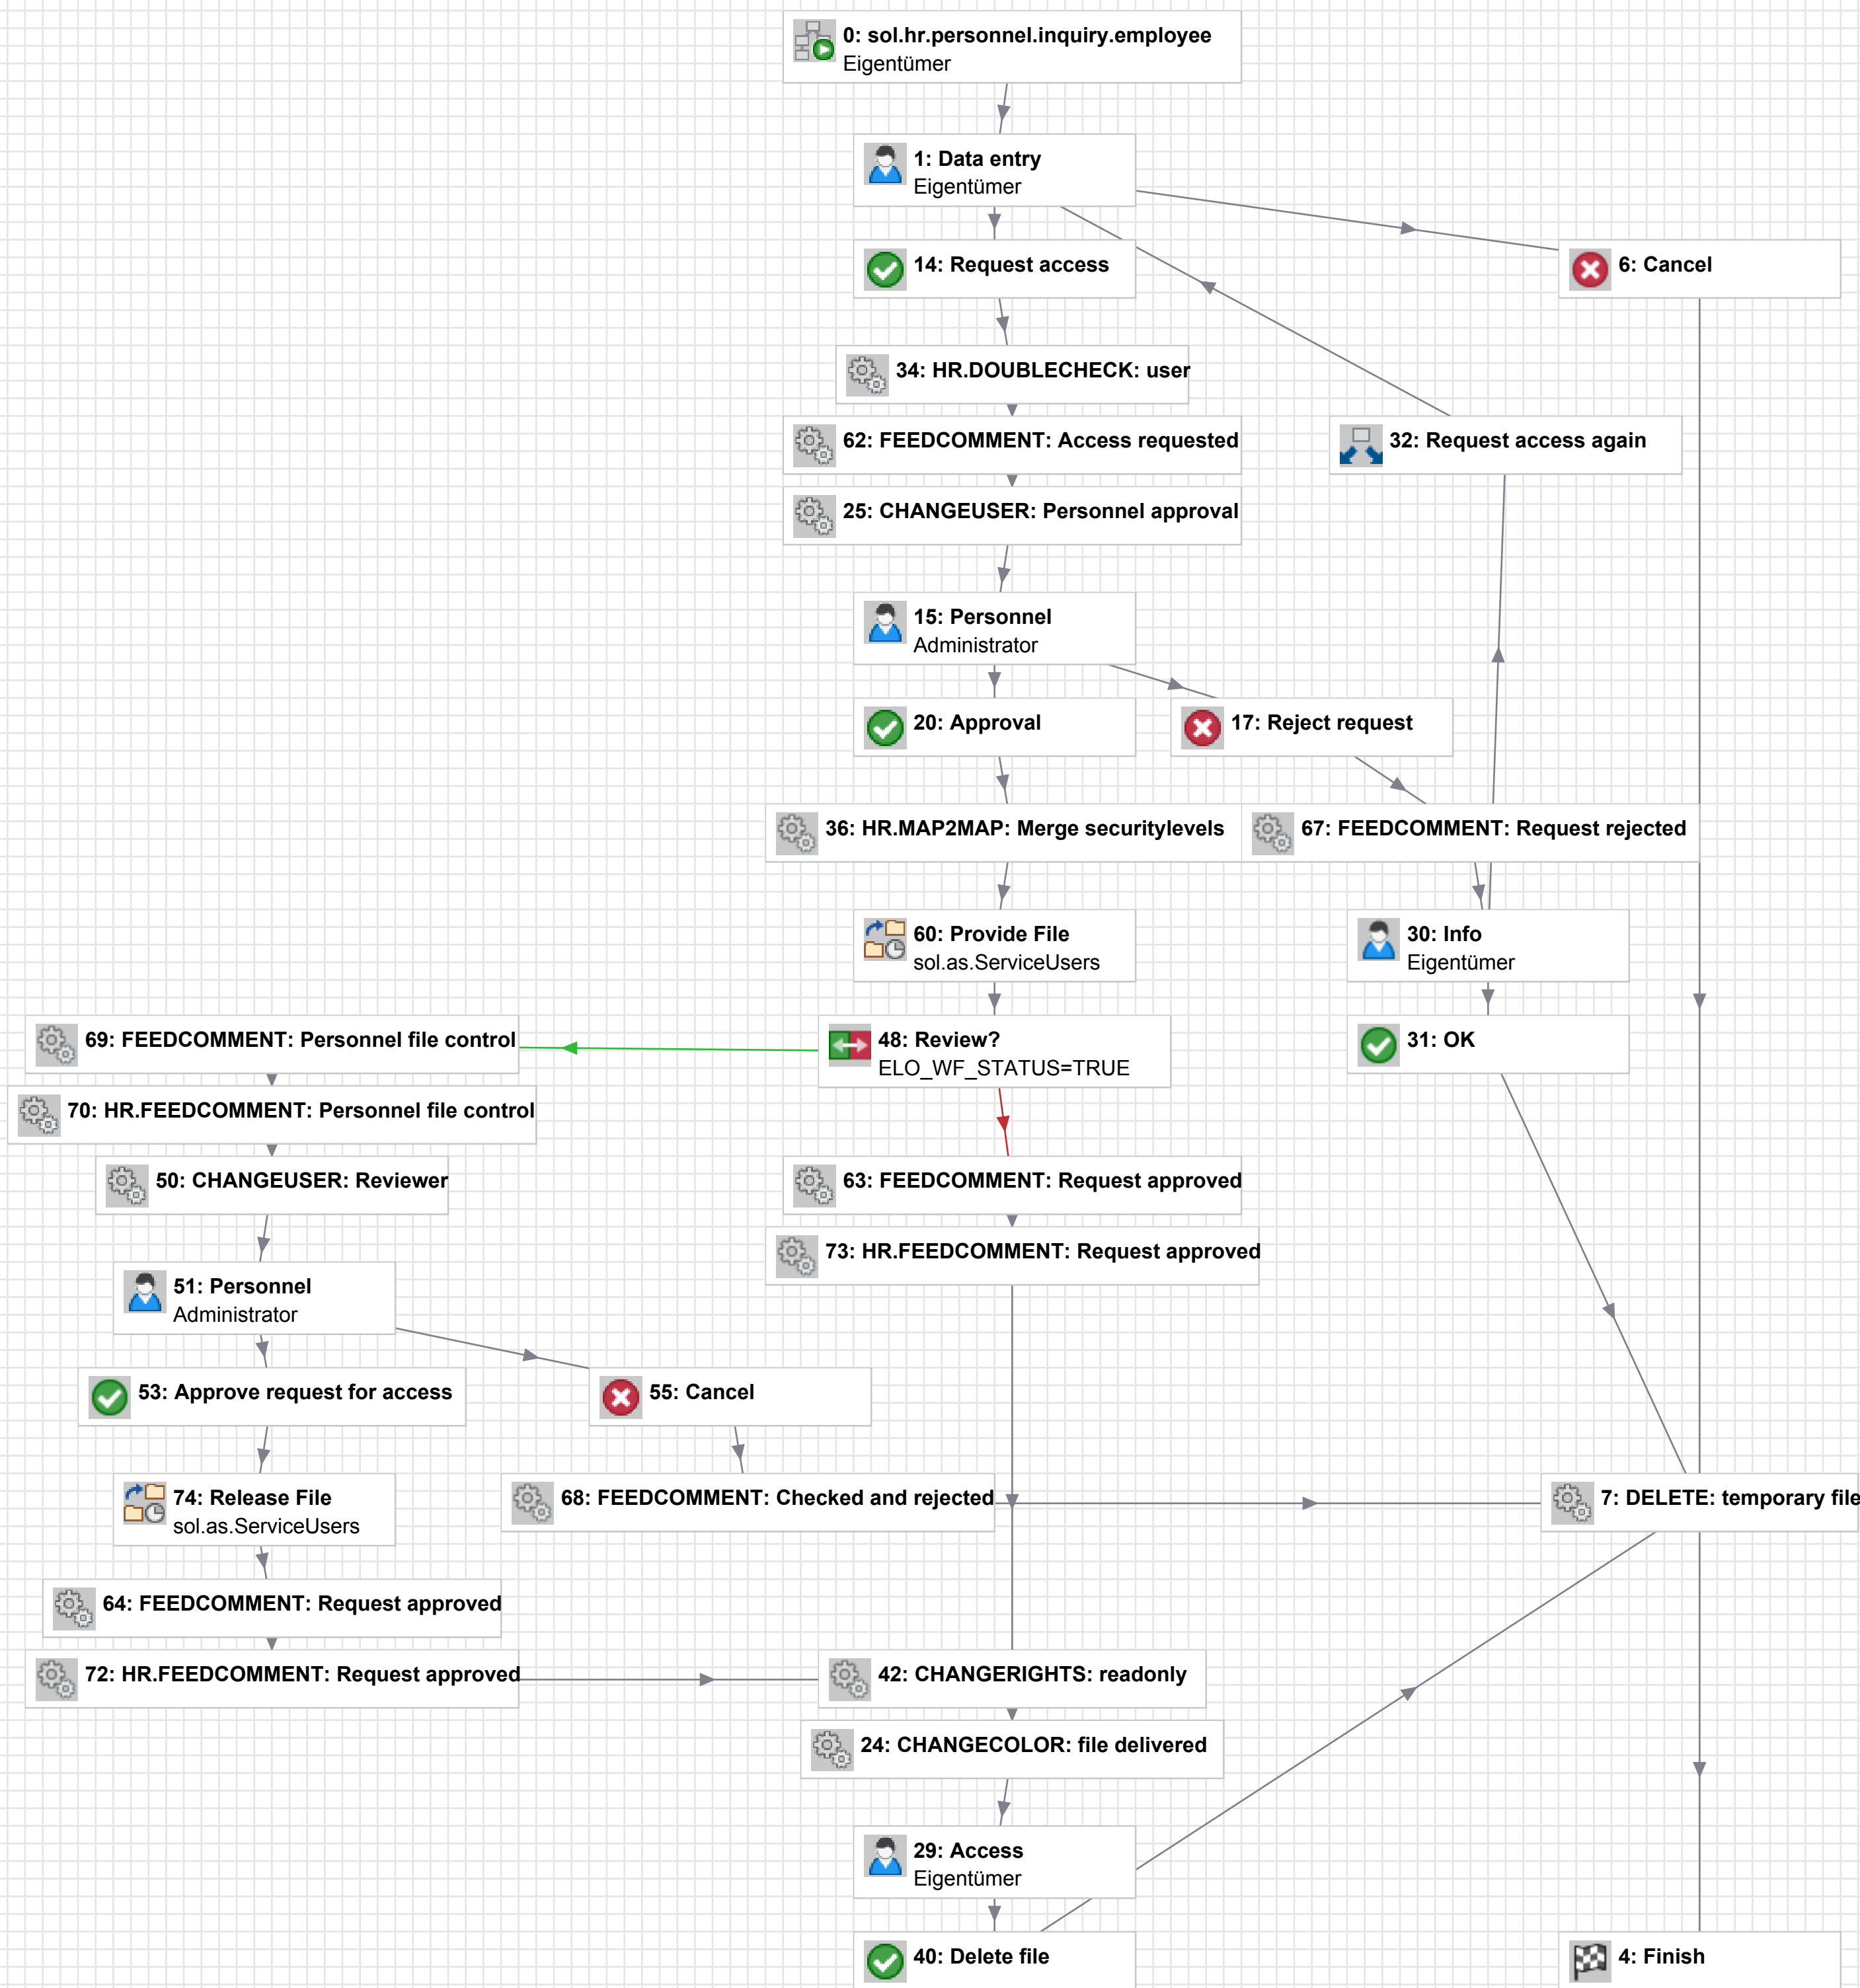 0: sol.hr.personnel.inquiry.employee
Eigentümer
1: Data entry
Eigentümer
14: Request access
6: Cancel
34: HR.DOUBLECHECK: user
62: FEEDCOMMENT: Access requested
32: Request access again
25: CHANGEUSER: Personnel approval
15: Personnel
Administrator
20: Approval
17: Reject request
36: HR.MAP2MAP: Merge securitylevels
67: FEEDCOMMENT: Request rejected
60: Provide File
sol.as.ServiceUsers
30: Info
Eigentümer
69: FEEDCOMMENT: Personnel file control
48: Review?
ELO_WF_STATUS=TRUE
31: OK
70: HR.FEEDCOMMENT: Personnel file control
50: CHANGEUSER: Reviewer
63: FEEDCOMMENT: Request approved
73: HR.FEEDCOMMENT: Request approved
51: Personnel
Administrator
53: Approve request for access
55: Cancel
74: Release File
sol.as.ServiceUsers
68: FEEDCOMMENT: Checked and rejected
7: DELETE: temporary file
64: FEEDCOMMENT: Request approved
72: HR.FEEDCOMMENT: Request approved
42: CHANGERIGHTS: readonly
24: CHANGECOLOR: file delivered
29: Access
Eigentümer
40: Delete file
4: Finish